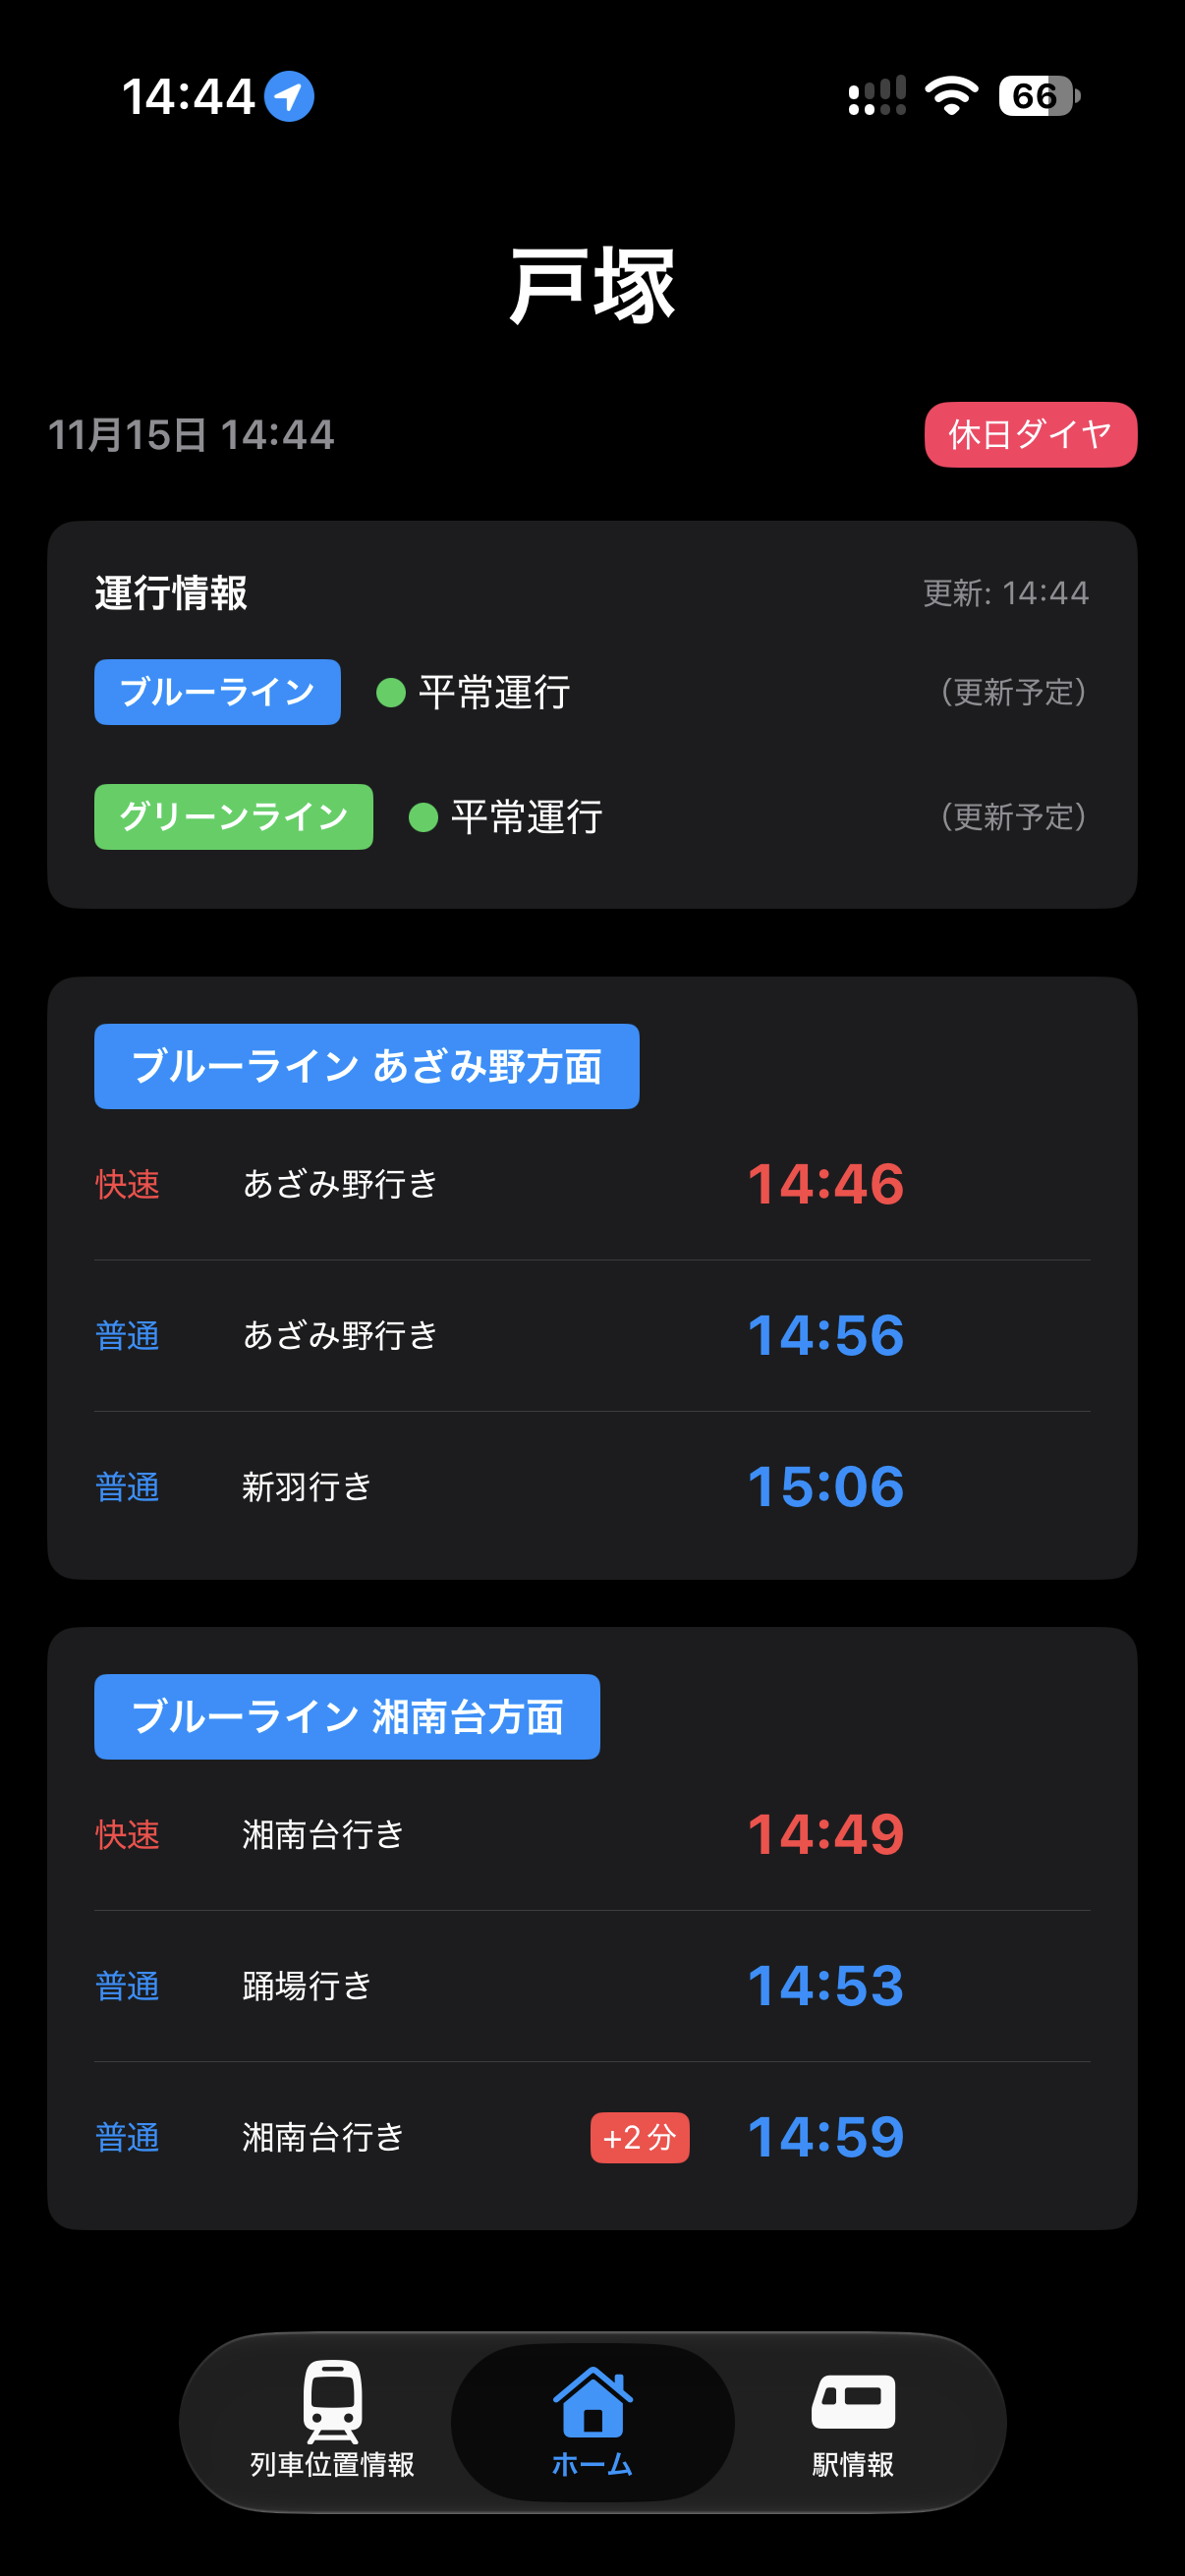 14:44 66
戸塚
11月15日 14:44 休日ダイヤ
運行情報 更新: 14:44
ブルーライン 平常運行 （更新予定）
グリーンライン 平常運行 （更新予定）
ブルーライン あざみ野方面
快速 あざみ野行き 14:46
普通 あざみ野行き 14:56
普通 新羽行き 15:06
ブルーライン 湘南台方面
快速 湘南台行き 14:49
普通 踊場行き 14:53
普通 湘南台行き +2分 14:59
列車位置情報 ホーム 駅情報